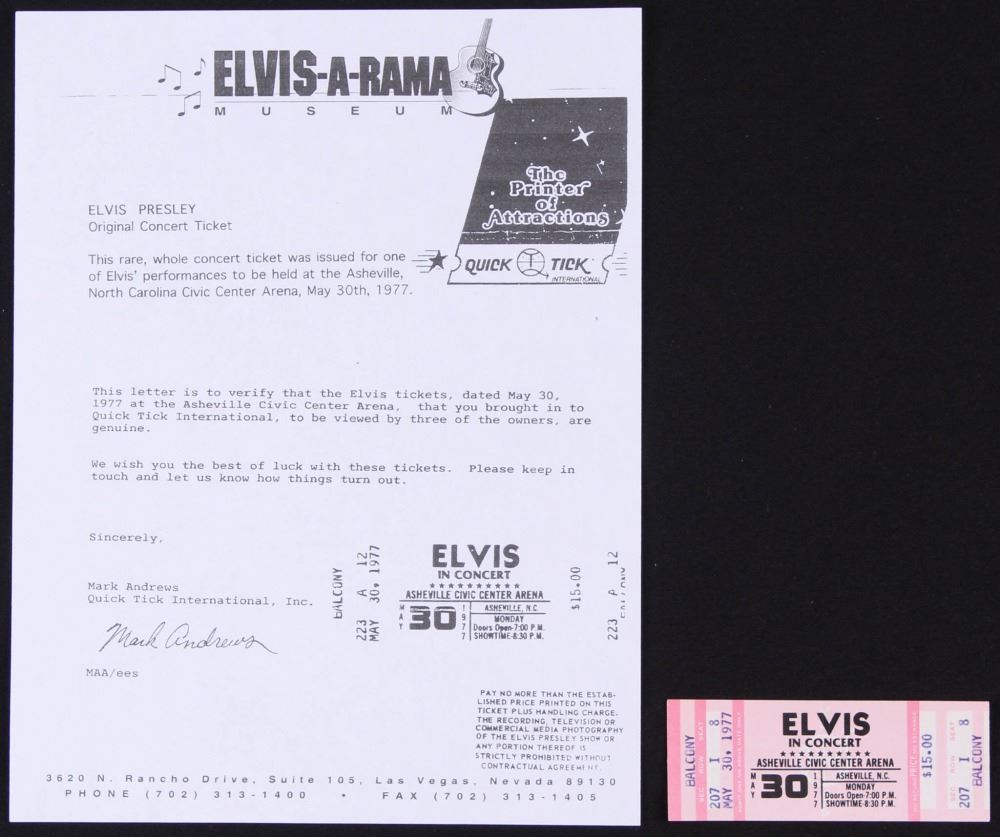 ELVIS-A-RAMA
MUSEUM
The
Printer
of
Attractions
QUICK TICK
INTERNATIONAL
ELVIS PRESLEY
Original Concert Ticket
This rare, whole concert ticket was issued for one
of Elvis' performances to be held at the Asheville,
North Carolina Civic Center Arena, May 30th, 1977.
This letter is to verify that the Elvis tickets, dated May 30,
1977 at the Asheville Civic Center Arena, that you brought in to
Quick Tick International, to be viewed by three of the owners, are
genuine.
We wish you the best of luck with these tickets. Please keep in
touch and let us know how things turn out.
Sincerely,
Mark Andrews
Quick Tick International, Inc.
Mark Andrews
MAA/ees
BALCONY
223 A 12
MAY 30, 1977
ELVIS
IN CONCERT
ASHEVILLE CIVIC CENTER ARENA
MAY 30 1977
ASHEVILLE, N.C.
MONDAY
Doors Open-7:00 P.M.
SHOWTIME-8:30 P.M.
$15.00
223 A 12
PAY NO MORE THAN THE ESTAB-
LISHED PRICE PRINTED ON THIS
TICKET PLUS HANDLING CHARGE.
THE RECORDING, TELEVISION OR
COMMERCIAL MEDIA PHOTOGRAPHY
OF THE ELVIS PRESLEY SHOW OR
ANY PORTION THEREOF IS
STRICTLY PROHIBITED WITHOUT
CONTRACTUAL AGREEMENT.
3620 N. Rancho Drive, Suite 105, Las Vegas, Nevada 89130
PHONE (702) 313-1400 • FAX (702) 313-1405
BALCONY
ROW SEAT
207 I 8
MAY 30, 1977
ELVIS
IN CONCERT
ASHEVILLE CIVIC CENTER ARENA
MAY 30 1977
ASHEVILLE, N.C.
MONDAY
Doors Open-7:00 P.M.
SHOWTIME-8:30 P.M.
$15.00
SEC ROW SEAT
207 I 8
BALCONY